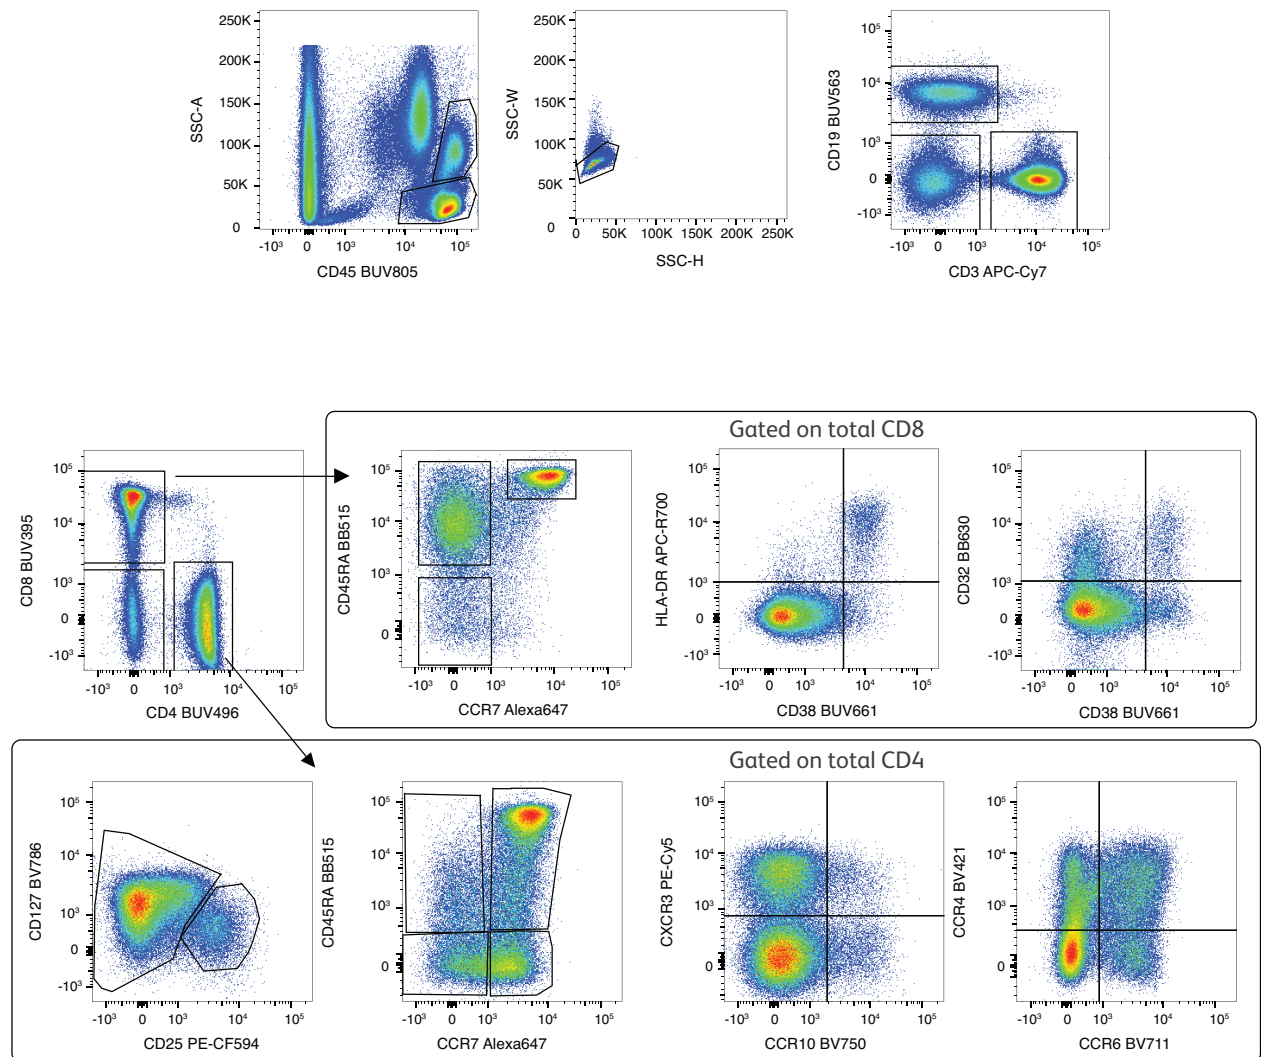 250K
200K
150K
100K
50K
0
SSC-A
-10³ 0 10³ 10⁴ 10⁵
CD45 BUV805
250K
200K
150K
100K
50K
0
SSC-W
0 50K 100K 150K 200K 250K
SSC-H
10⁵
10⁴
10³
0
-10³
CD19 BUV563
-10³ 0 10³ 10⁴ 10⁵
CD3 APC-Cy7
10⁵
10⁴
10³
0
-10³
CD8 BUV395
-10³ 0 10³ 10⁴ 10⁵
CD4 BUV496
Gated on total CD8
10⁵
10⁴
10³
0
CD45RA BB515
-10³ 0 10³ 10⁴ 10⁵
CCR7 Alexa647
10⁵
10⁴
10³
0
-10³
HLA-DR APC-R700
-10³ 0 10³ 10⁴ 10⁵
CD38 BUV661
10⁵
10⁴
10³
0
-10³
CD32 BB630
-10³ 0 10³ 10⁴ 10⁵
CD38 BUV661
Gated on total CD4
10⁵
10⁴
10³
0
-10³
CD127 BV786
-10³ 0 10³ 10⁴ 10⁵
CD25 PE-CF594
10⁵
10⁴
10³
0
CD45RA BB515
-10³ 0 10³ 10⁴ 10⁵
CCR7 Alexa647
10⁵
10⁴
10³
0
CXCR3 PE-Cy5
-10³ 0 10³ 10⁴ 10⁵
CCR10 BV750
10⁵
10⁴
10³
0
CCR4 BV421
-10³ 0 10³ 10⁴ 10⁵
CCR6 BV711